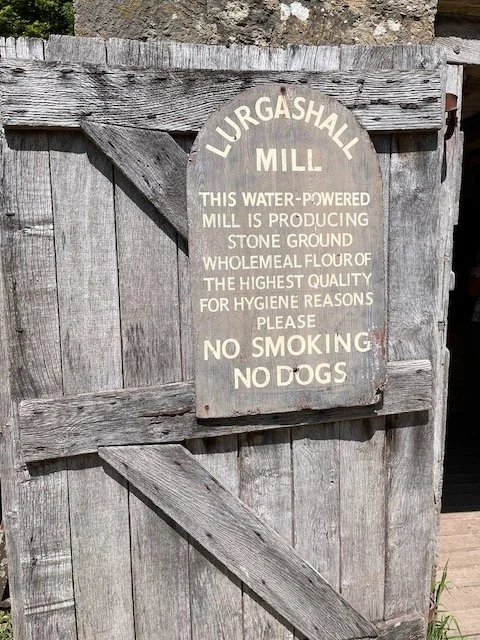 LURGASHALL
MILL
THIS WATER-POWERED
MILL IS PRODUCING
STONE GROUND
WHOLEMEAL FLOUR OF
THE HIGHEST QUALITY
FOR HYGIENE REASONS
PLEASE
NO SMOKING
NO DOGS